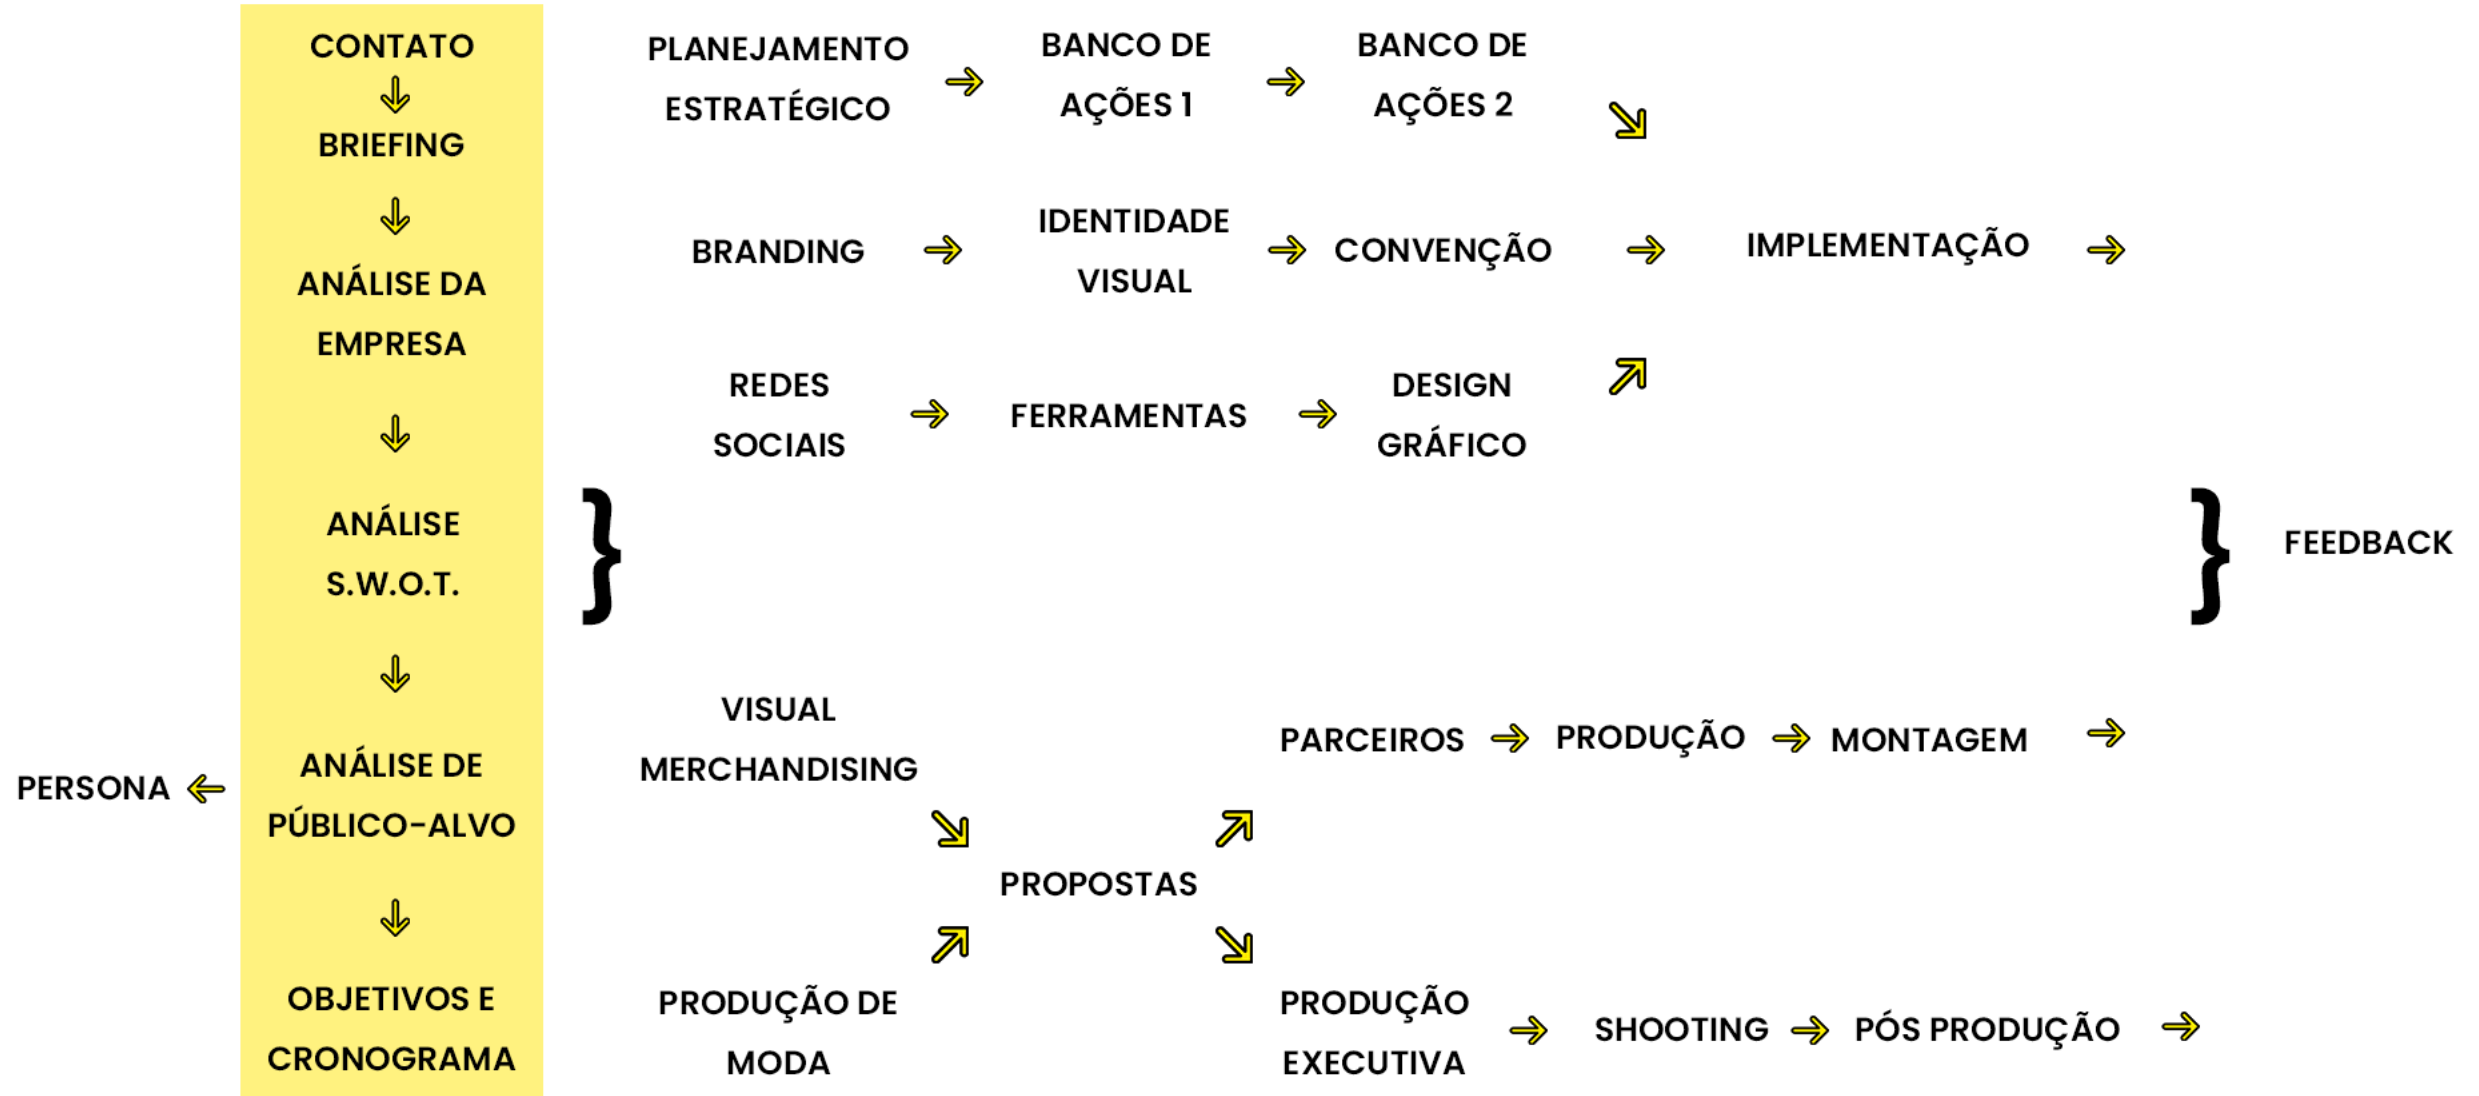 CONTATO
BRIEFING
ANÁLISE DA
EMPRESA
ANÁLISE
S.W.O.T.
ANÁLISE DE
PÚBLICO-ALVO
PERSONA
OBJETIVOS E
CRONOGRAMA
}
PLANEJAMENTO
ESTRATÉGICO
BANCO DE
AÇÕES 1
BANCO DE
AÇÕES 2
BRANDING
IDENTIDADE
VISUAL
CONVENÇÃO
IMPLEMENTAÇÃO
REDES
SOCIAIS
FERRAMENTAS
DESIGN
GRÁFICO
VISUAL
MERCHANDISING
PRODUÇÃO DE
MODA
PROPOSTAS
PARCEIROS
PRODUÇÃO
MONTAGEM
PRODUÇÃO
EXECUTIVA
SHOOTING
PÓS PRODUÇÃO
}
FEEDBACK